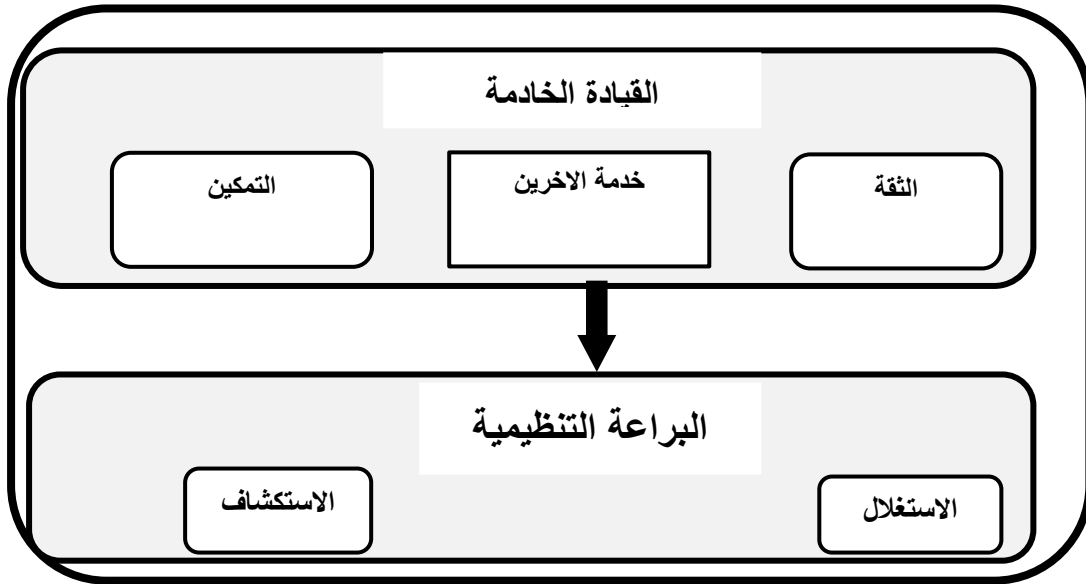 القيادة الخادمة
الثقة
خدمة الاخرين
التمكين
البراعة التنظيمية
الاستغلال
الاستكشاف